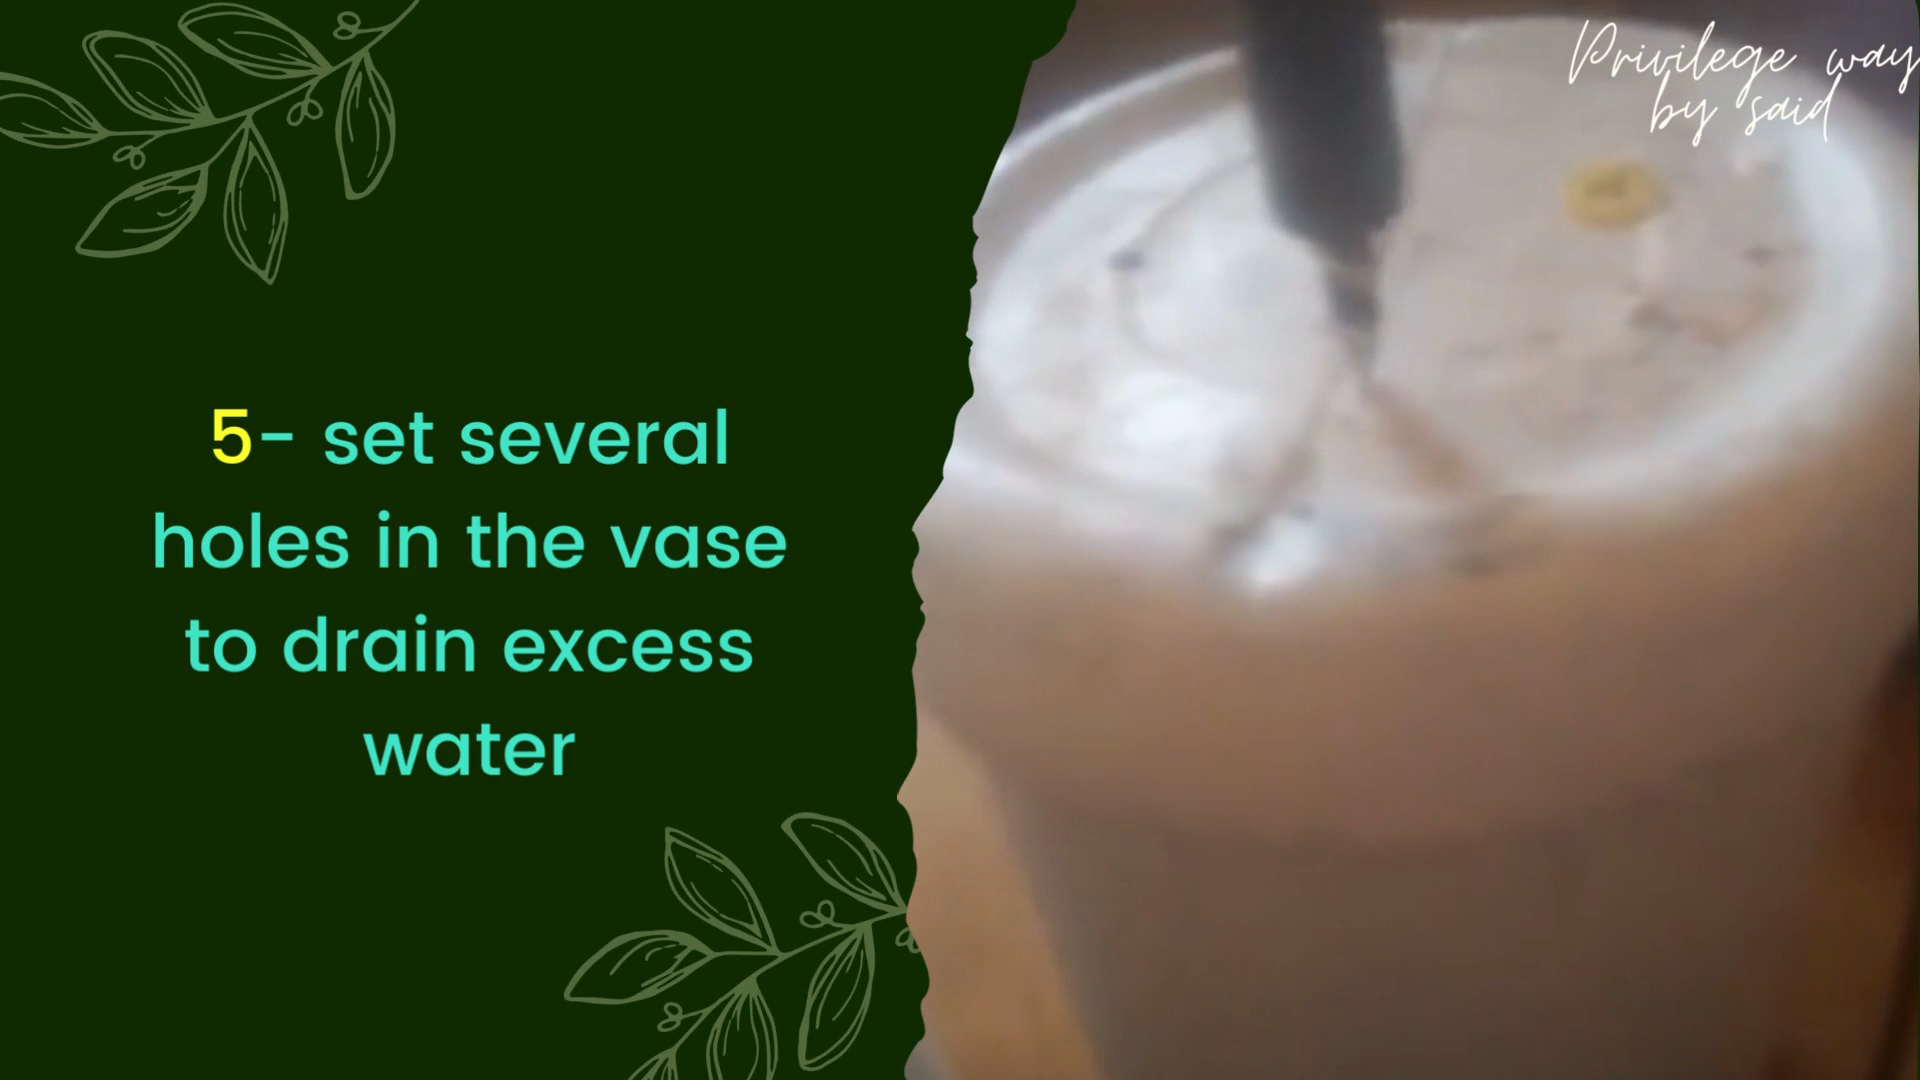 5- set several
holes in the vase
to drain excess
water
Privilege way
by said